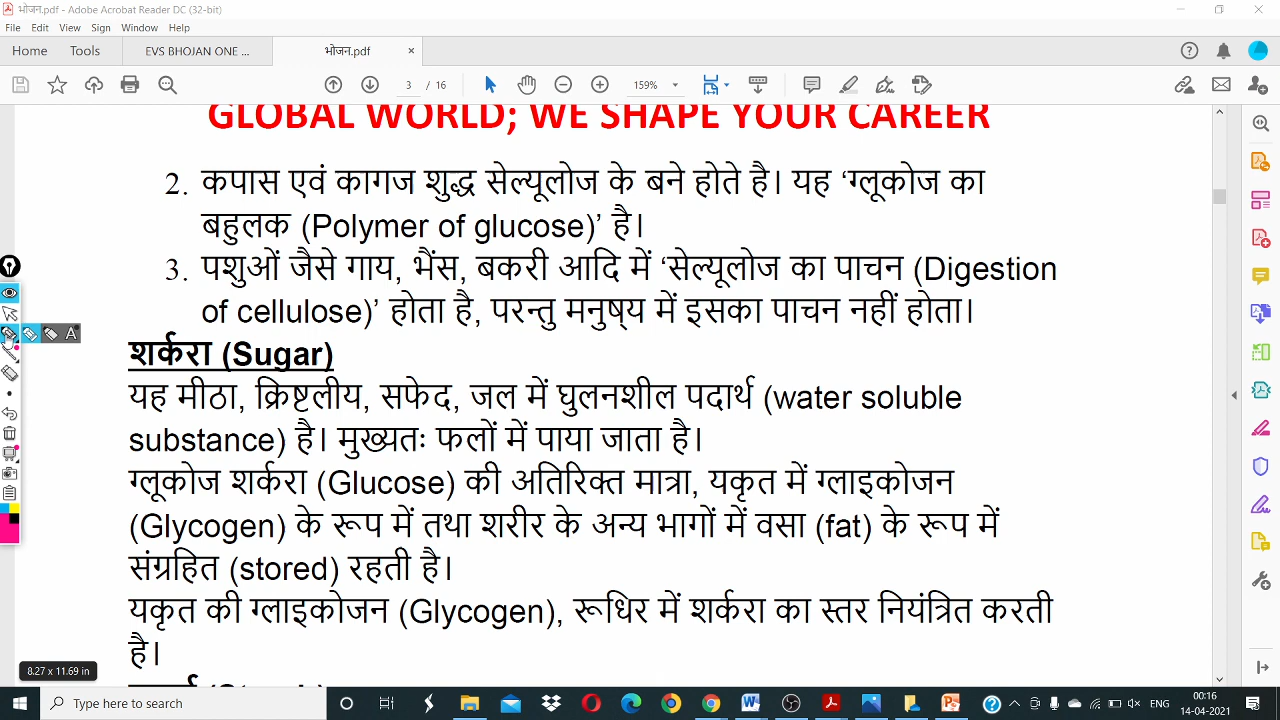 भोजन.pdf - Adobe Acrobat Reader DC (32-bit)
File Edit View Sign Window Help
Home Tools EVS BHOJAN ONE ... भोजन.pdf ×
3 / 16 159%
GLOBAL WORLD; WE SHAPE YOUR CAREER
2. कपास एवं कागज शुद्ध सेल्यूलोज के बने होते है। यह ‘ग्लूकोज का
बहुलक (Polymer of glucose)’ है।
3. पशुओं जैसे गाय, भैंस, बकरी आदि में ‘सेल्यूलोज का पाचन (Digestion
of cellulose)’ होता है, परन्तु मनुष्य में इसका पाचन नहीं होता।
शर्करा (Sugar)
यह मीठा, क्रिष्टलीय, सफेद, जल में घुलनशील पदार्थ (water soluble
substance) है। मुख्यतः फलों में पाया जाता है।
ग्लूकोज शर्करा (Glucose) की अतिरिक्त मात्रा, यकृत में ग्लाइकोजन
(Glycogen) के रूप में तथा शरीर के अन्य भागों में वसा (fat) के रूप में
संग्रहित (stored) रहती है।
यकृत की ग्लाइकोजन (Glycogen), रूधिर में शर्करा का स्तर नियंत्रित करती
है।
8.27 x 11.69 in
Type here to search
ENG
00:16
14-04-2021